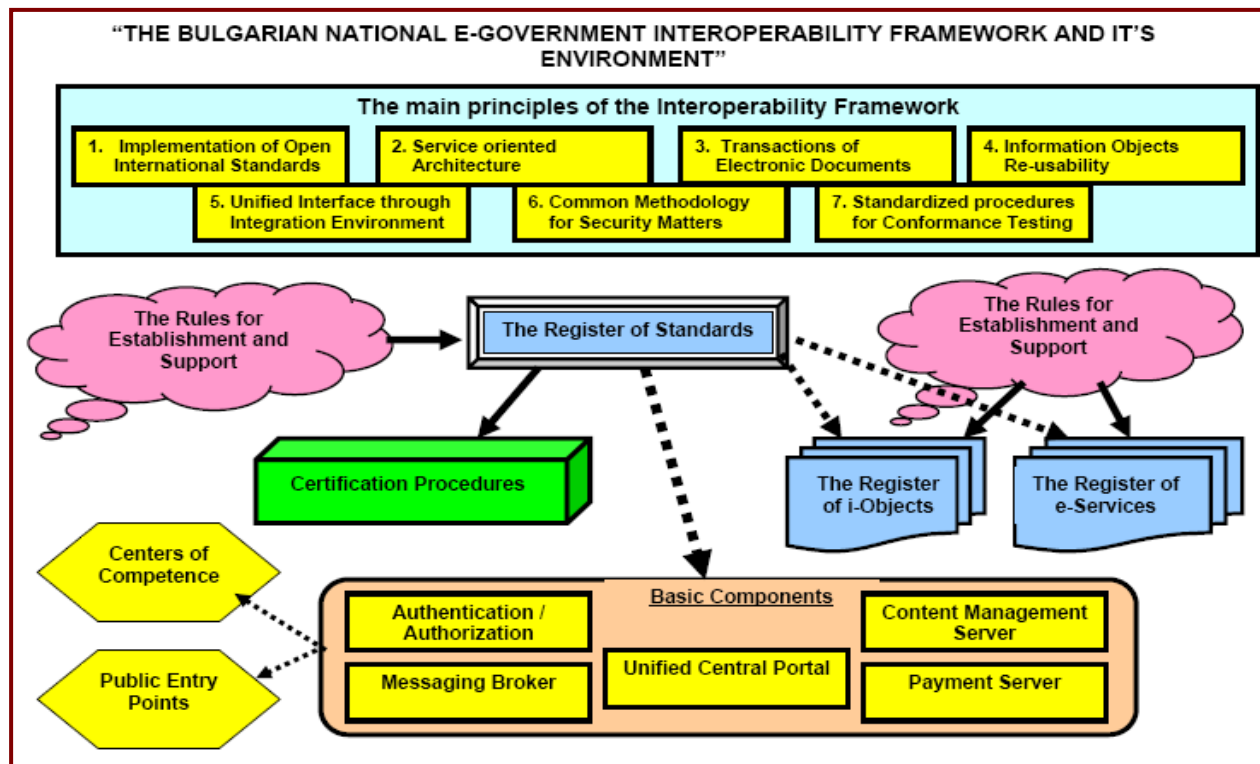 “THE BULGARIAN NATIONAL E-GOVERNMENT INTEROPERABILITY FRAMEWORK AND IT’S
ENVIRONMENT”
The main principles of the Interoperability Framework
1. Implementation of Open
International Standards
2. Service oriented
Architecture
3. Transactions of
Electronic Documents
4. Information Objects
Re-usability
5. Unified Interface through
Integration Environment
6. Common Methodology
for Security Matters
7. Standardized procedures
for Conformance Testing
The Rules for
Establishment and
Support
The Register of Standards
The Rules for
Establishment and
Support
Certification Procedures
The Register
of i-Objects
The Register of
e-Services
Centers of
Competence
Public Entry
Points
Basic Components
Authentication /
Authorization
Content Management
Server
Unified Central Portal
Messaging Broker
Payment Server